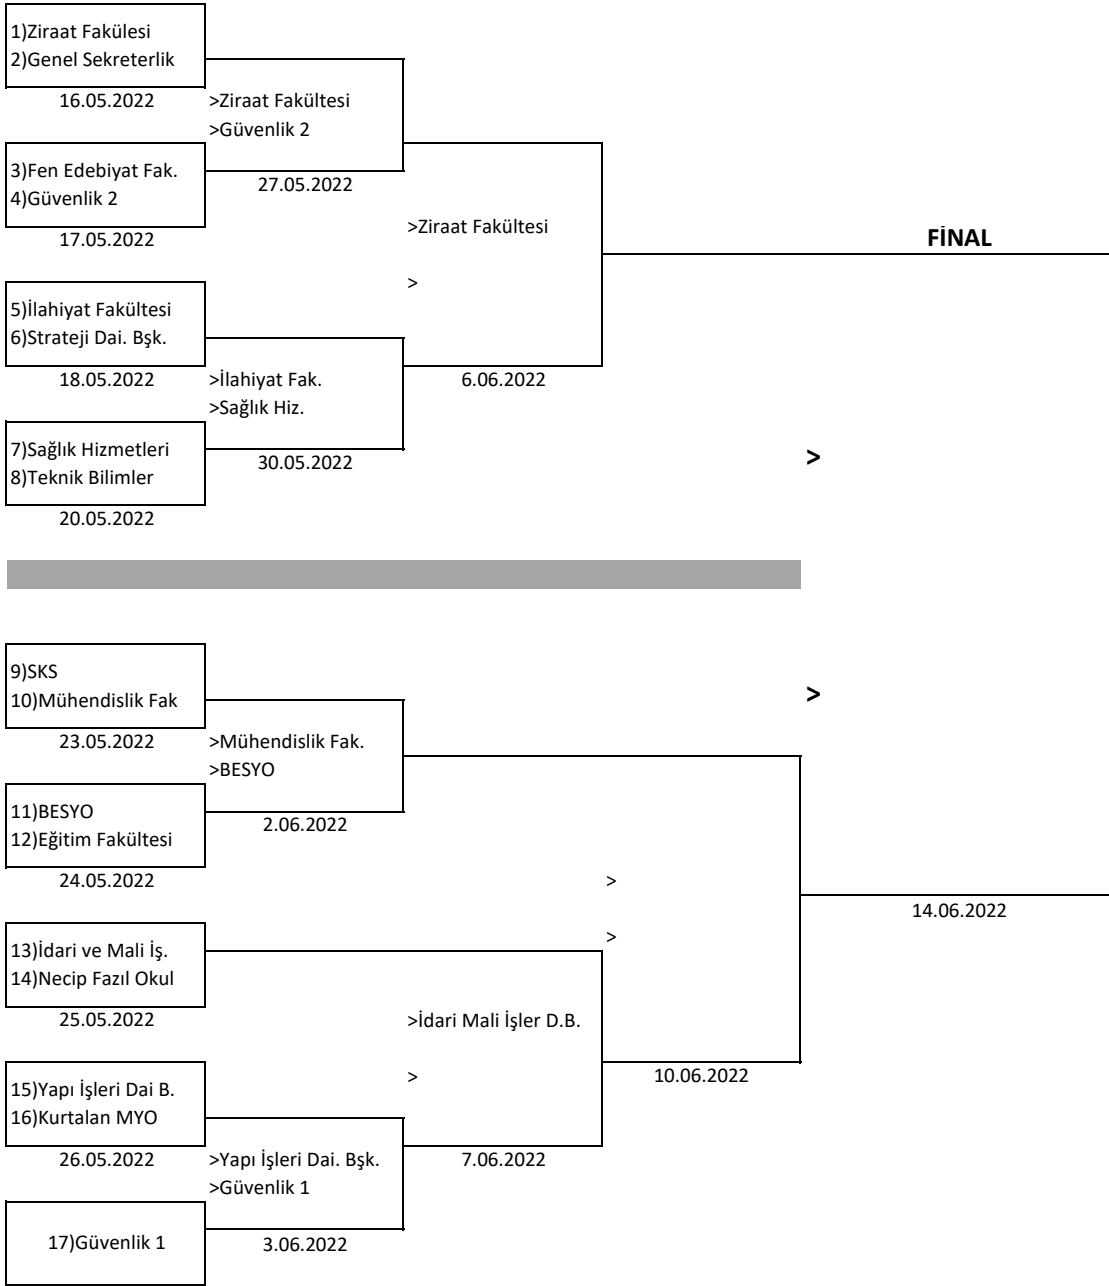 1)Ziraat Fakülesi
2)Genel Sekreterlik
16.05.2022
>Ziraat Fakültesi
>Güvenlik 2
3)Fen Edebiyat Fak.
4)Güvenlik 2
27.05.2022
17.05.2022
>Ziraat Fakültesi
FİNAL
>
5)İlahiyat Fakültesi
6)Strateji Dai. Bşk.
18.05.2022
>İlahiyat Fak.
>Sağlık Hiz.
6.06.2022
7)Sağlık Hizmetleri
8)Teknik Bilimler
30.05.2022
>
20.05.2022
9)SKS
10)Mühendislik Fak
>
23.05.2022
>Mühendislik Fak.
>BESYO
11)BESYO
12)Eğitim Fakültesi
2.06.2022
24.05.2022
>
14.06.2022
13)İdari ve Mali İş.
14)Necip Fazıl Okul
>
25.05.2022
>İdari Mali İşler D.B.
15)Yapı İşleri Dai B.
16)Kurtalan MYO
>
10.06.2022
26.05.2022
>Yapı İşleri Dai. Bşk.
>Güvenlik 1
7.06.2022
17)Güvenlik 1
3.06.2022